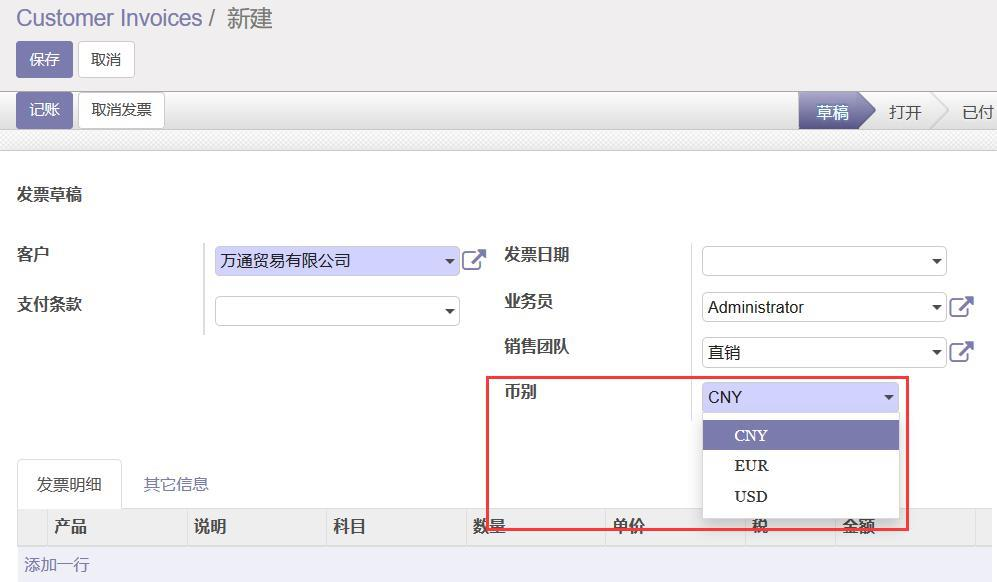 Customer Invoices / 新建
保存 取消
记账 取消发票 草稿 打开 已付
发票草稿
客户 万通贸易有限公司 发票日期
支付条款 业务员 Administrator
销售团队 直销
币别 CNY
CNY
EUR
USD
发票明细 其它信息
产品 说明 科目 数量 单价 税 金额
添加一行